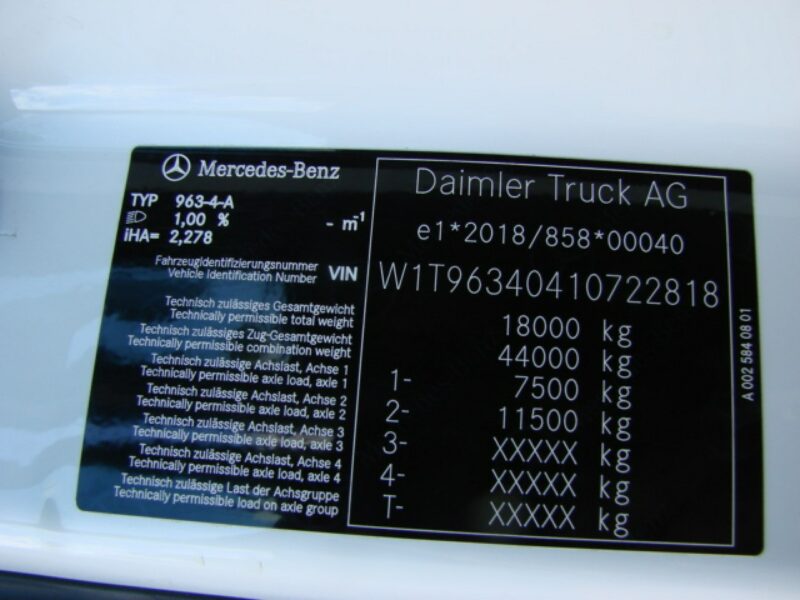 Mercedes-Benz
TYP 963-4-A
1,00 % - m-1
iHA= 2,278
Fahrzeugidentifizierungsnummer
Vehicle Identification Number VIN
Technisch zulässiges Gesamtgewicht
Technically permissible total weight
Technisch zulässiges Zug-Gesamtgewicht
Technically permissible combination weight
Technisch zulässige Achslast, Achse 1
Technically permissible axle load, axle 1
Technisch zulässige Achslast, Achse 2
Technically permissible axle load, axle 2
Technisch zulässige Achslast, Achse 3
Technically permissible axle load, axle 3
Technisch zulässige Achslast, Achse 4
Technically permissible axle load, axle 4
Technisch zulässige Last der Achsgruppe
Technically permissible load on axle group
Daimler Truck AG
e1*2018/858*00040
W1T96340410722818
18000 kg
44000 kg
1- 7500 kg
2- 11500 kg
3- XXXXX kg
4- XXXXX kg
T- XXXXX kg
A 002 584 08 01